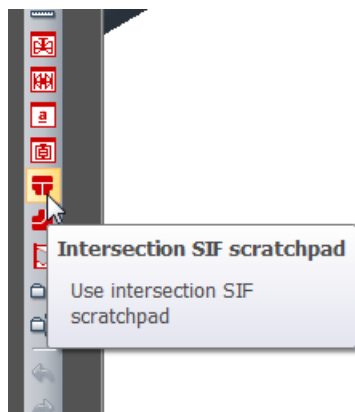 a
Intersection SIF scratchpad
Use intersection SIF
scratchpad